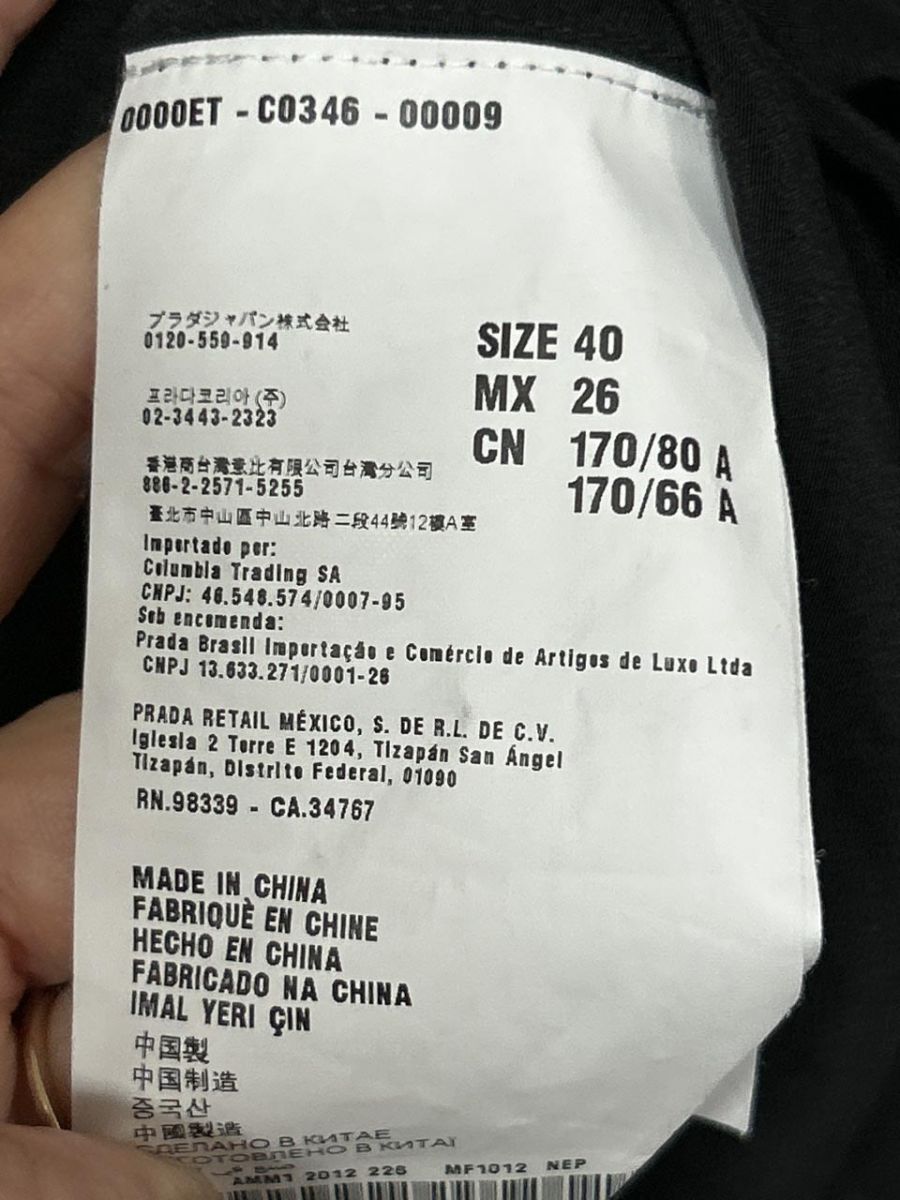 0000ET - C0346 - 00009
プラダジャパン株式会社
0120-559-914
프라다코리아 (주)
02-3443-2323
香港商台灣意比有限公司台灣分公司
886-2-2571-5255
臺北市中山區中山北路二段44號12樓A室
SIZE 40
MX 26
CN 170/80 A
170/66 A
Importado por:
Columbia Trading SA
CNPJ: 46.548.574/0007-95
Sob encomenda:
Prada Brasil Importação e Comércio de Artigos de Luxo Ltda
CNPJ 13.633.271/0001-26
PRADA RETAIL MÉXICO, S. DE R.L. DE C.V.
Iglesia 2 Torre E 1204, Tizapán San Ángel
Tizapán, Distrito Federal, 01090
RN.98339 - CA.34767
MADE IN CHINA
FABRIQUÈ EN CHINE
HECHO EN CHINA
FABRICADO NA CHINA
IMAL YERI ÇIN
中国製
中国制造
중국산
中國製造
СДЕЛАНО В КИТАЕ
ГОТОВЛЕНО В КИТАЇ
صنع في
AMM1 2012 226 MF1012 NEP